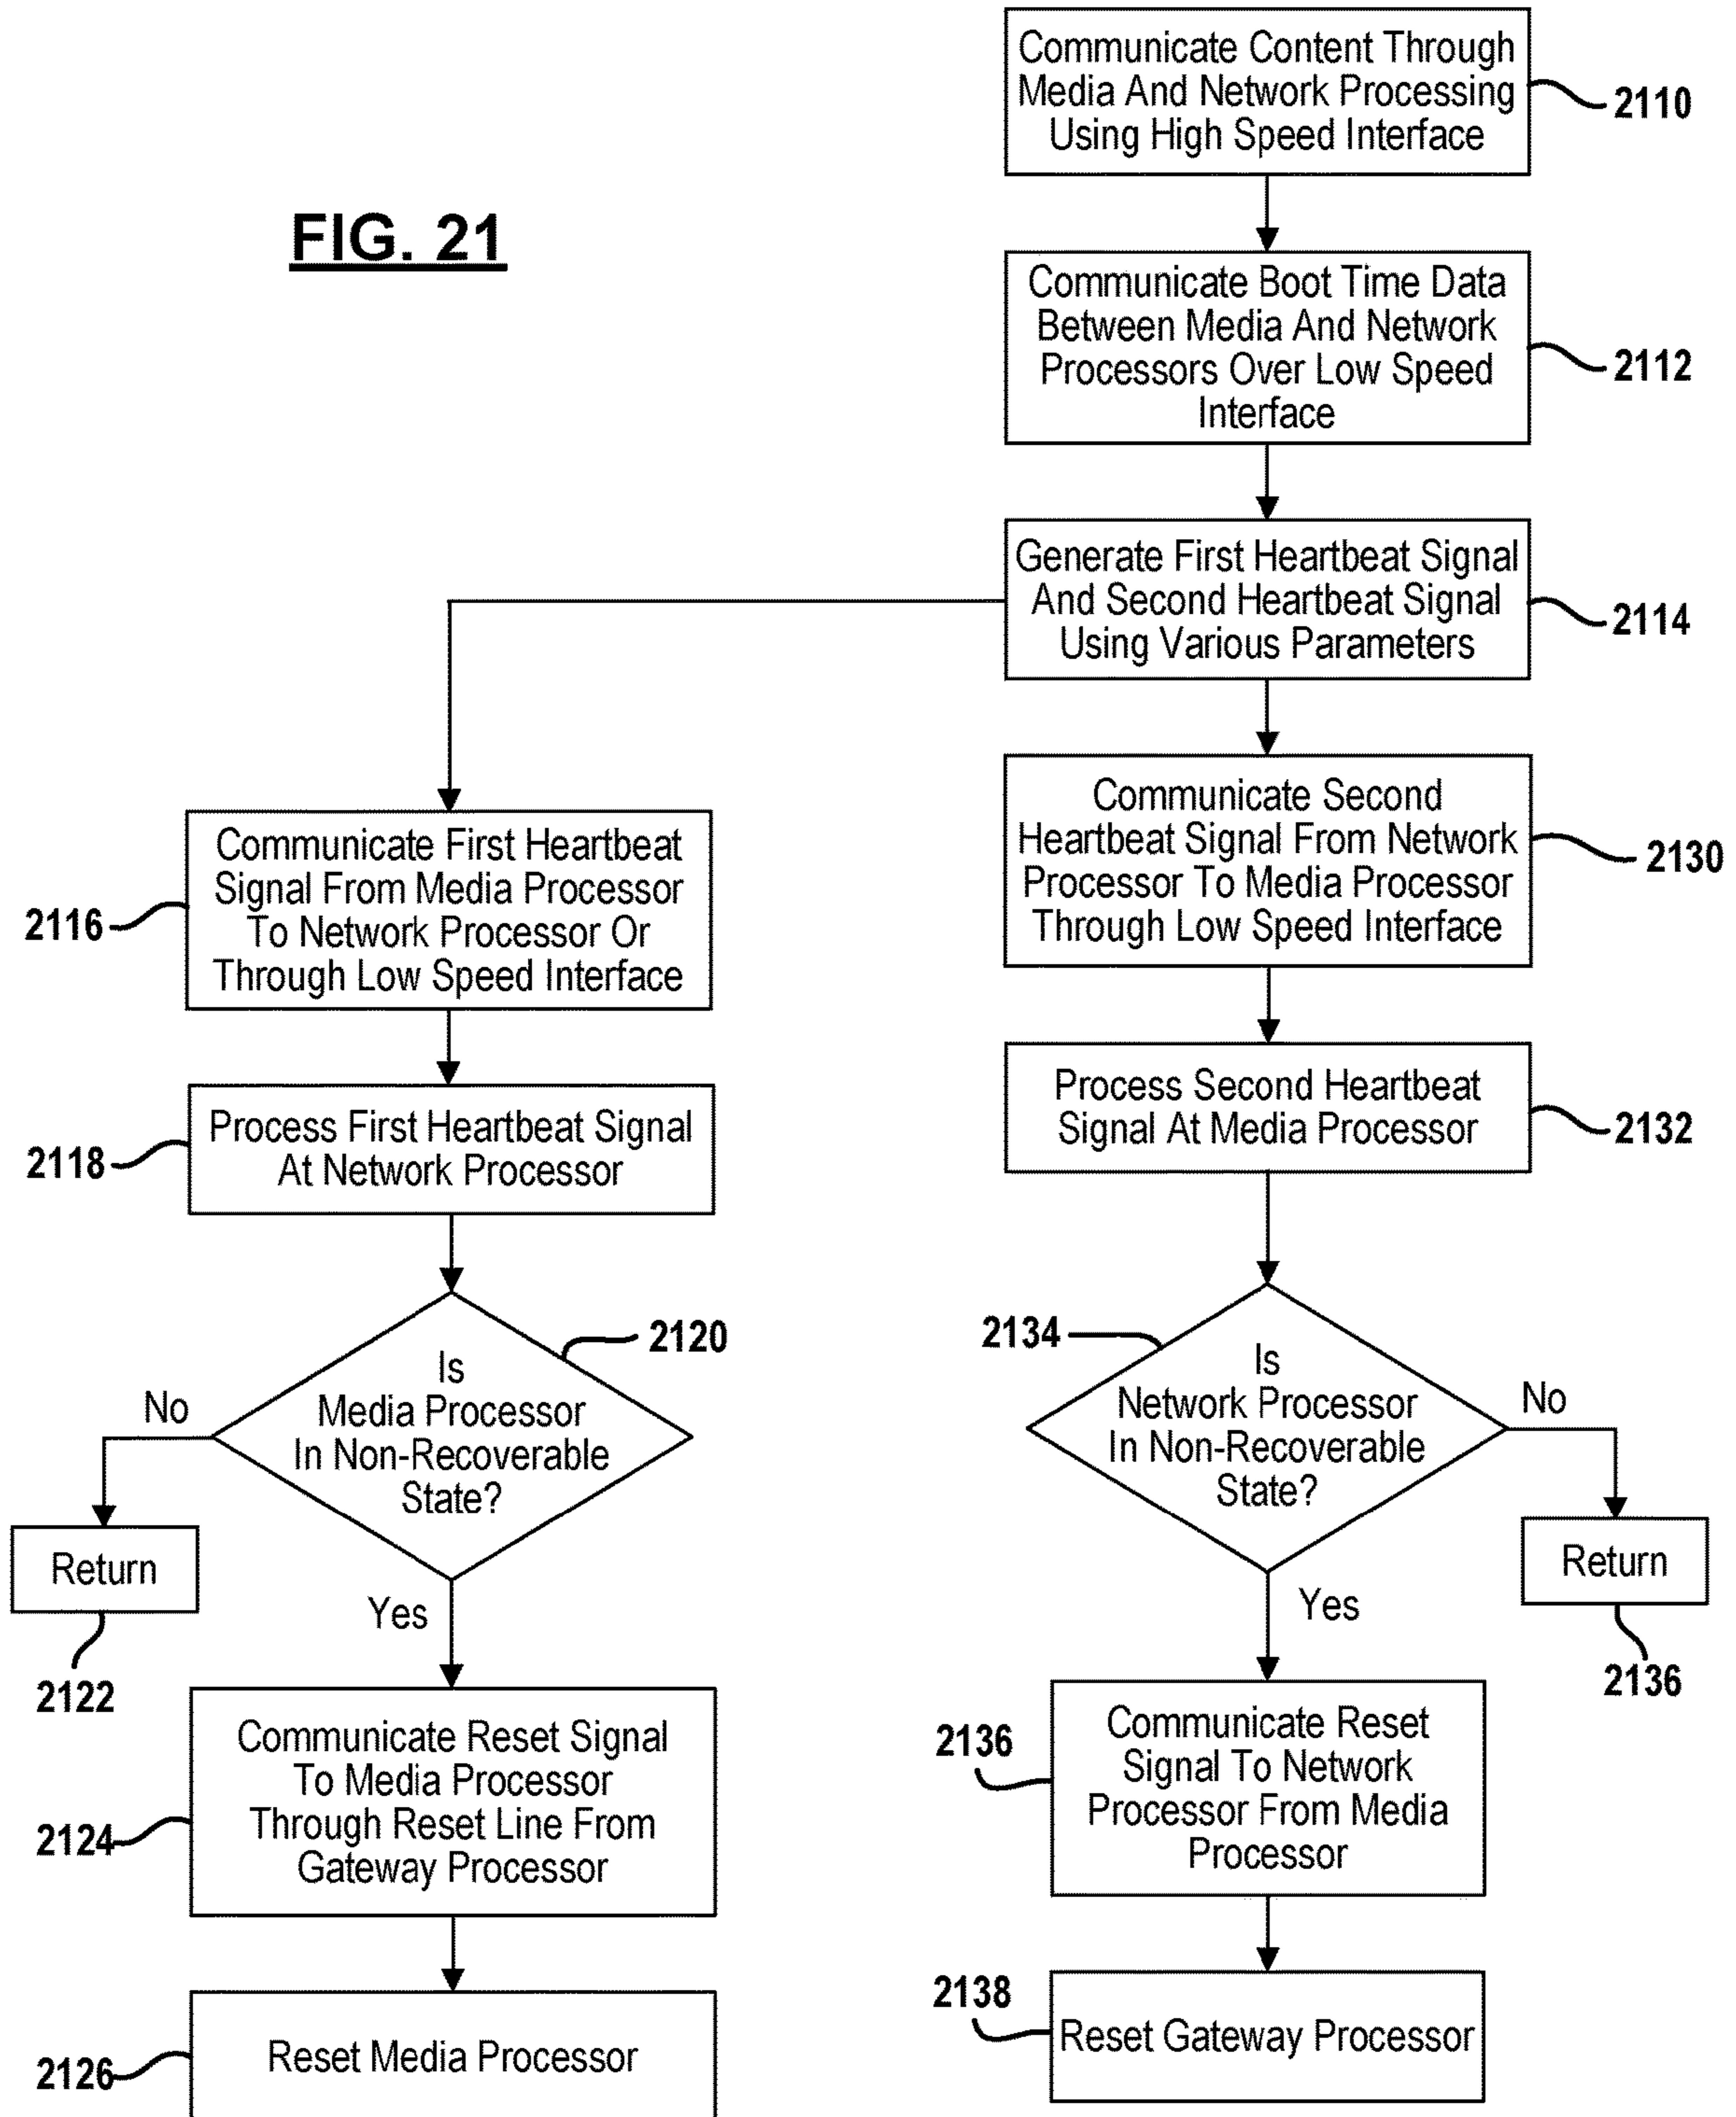 FIG. 21
Communicate Content Through
Media And Network Processing
Using High Speed Interface
2110
Communicate Boot Time Data
Between Media And Network
Processors Over Low Speed
Interface
2112
Generate First Heartbeat Signal
And Second Heartbeat Signal
Using Various Parameters
2114
Communicate First Heartbeat
Signal From Media Processor
To Network Processor Or
Through Low Speed Interface
2116
Process First Heartbeat Signal
At Network Processor
2118
Is
Media Processor
In Non-Recoverable
State?
2120
No
Return
2122
Yes
Communicate Reset Signal
To Media Processor
Through Reset Line From
Gateway Processor
2124
Reset Media Processor
2126
Communicate Second
Heartbeat Signal From Network
Processor To Media Processor
Through Low Speed Interface
2130
Process Second Heartbeat
Signal At Media Processor
2132
2134
Is
Network Processor
In Non-Recoverable
State?
No
Return
2136
Yes
2136
Communicate Reset
Signal To Network
Processor From Media
Processor
2138
Reset Gateway Processor